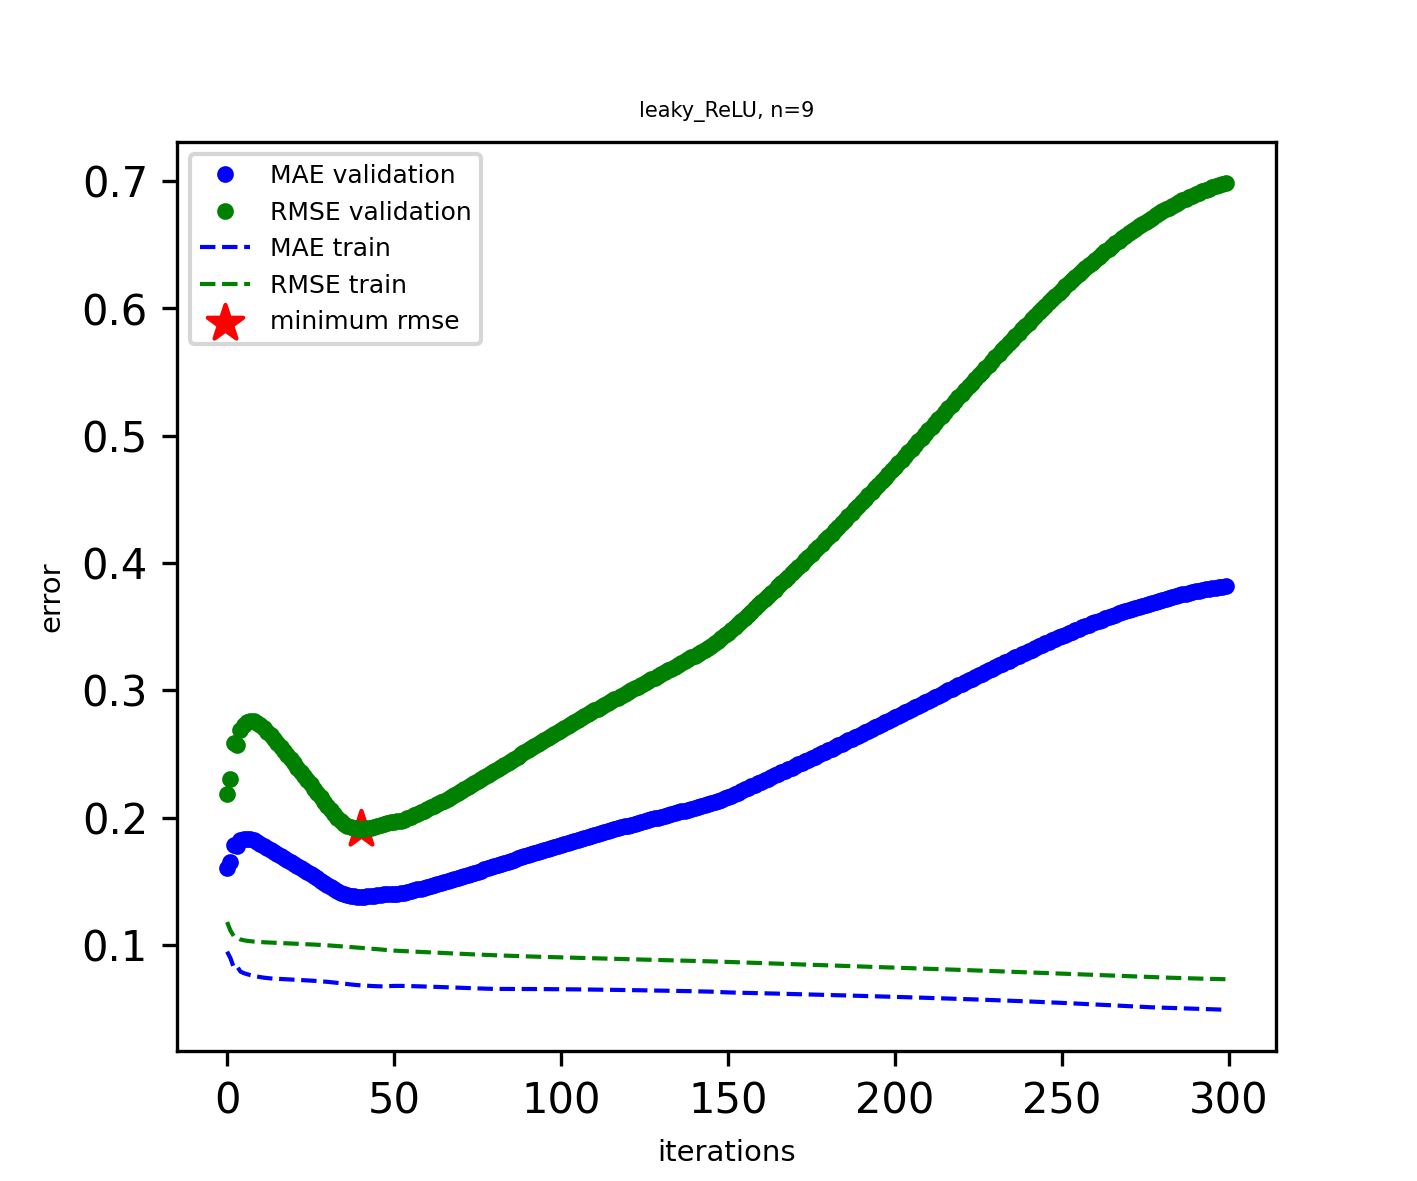 leaky_ReLU, n=9
MAE validation
RMSE validation
MAE train
RMSE train
minimum rmse
0.7
0.6
0.5
0.4
0.3
0.2
0.1
error
0 50 100 150 200 250 300
iterations